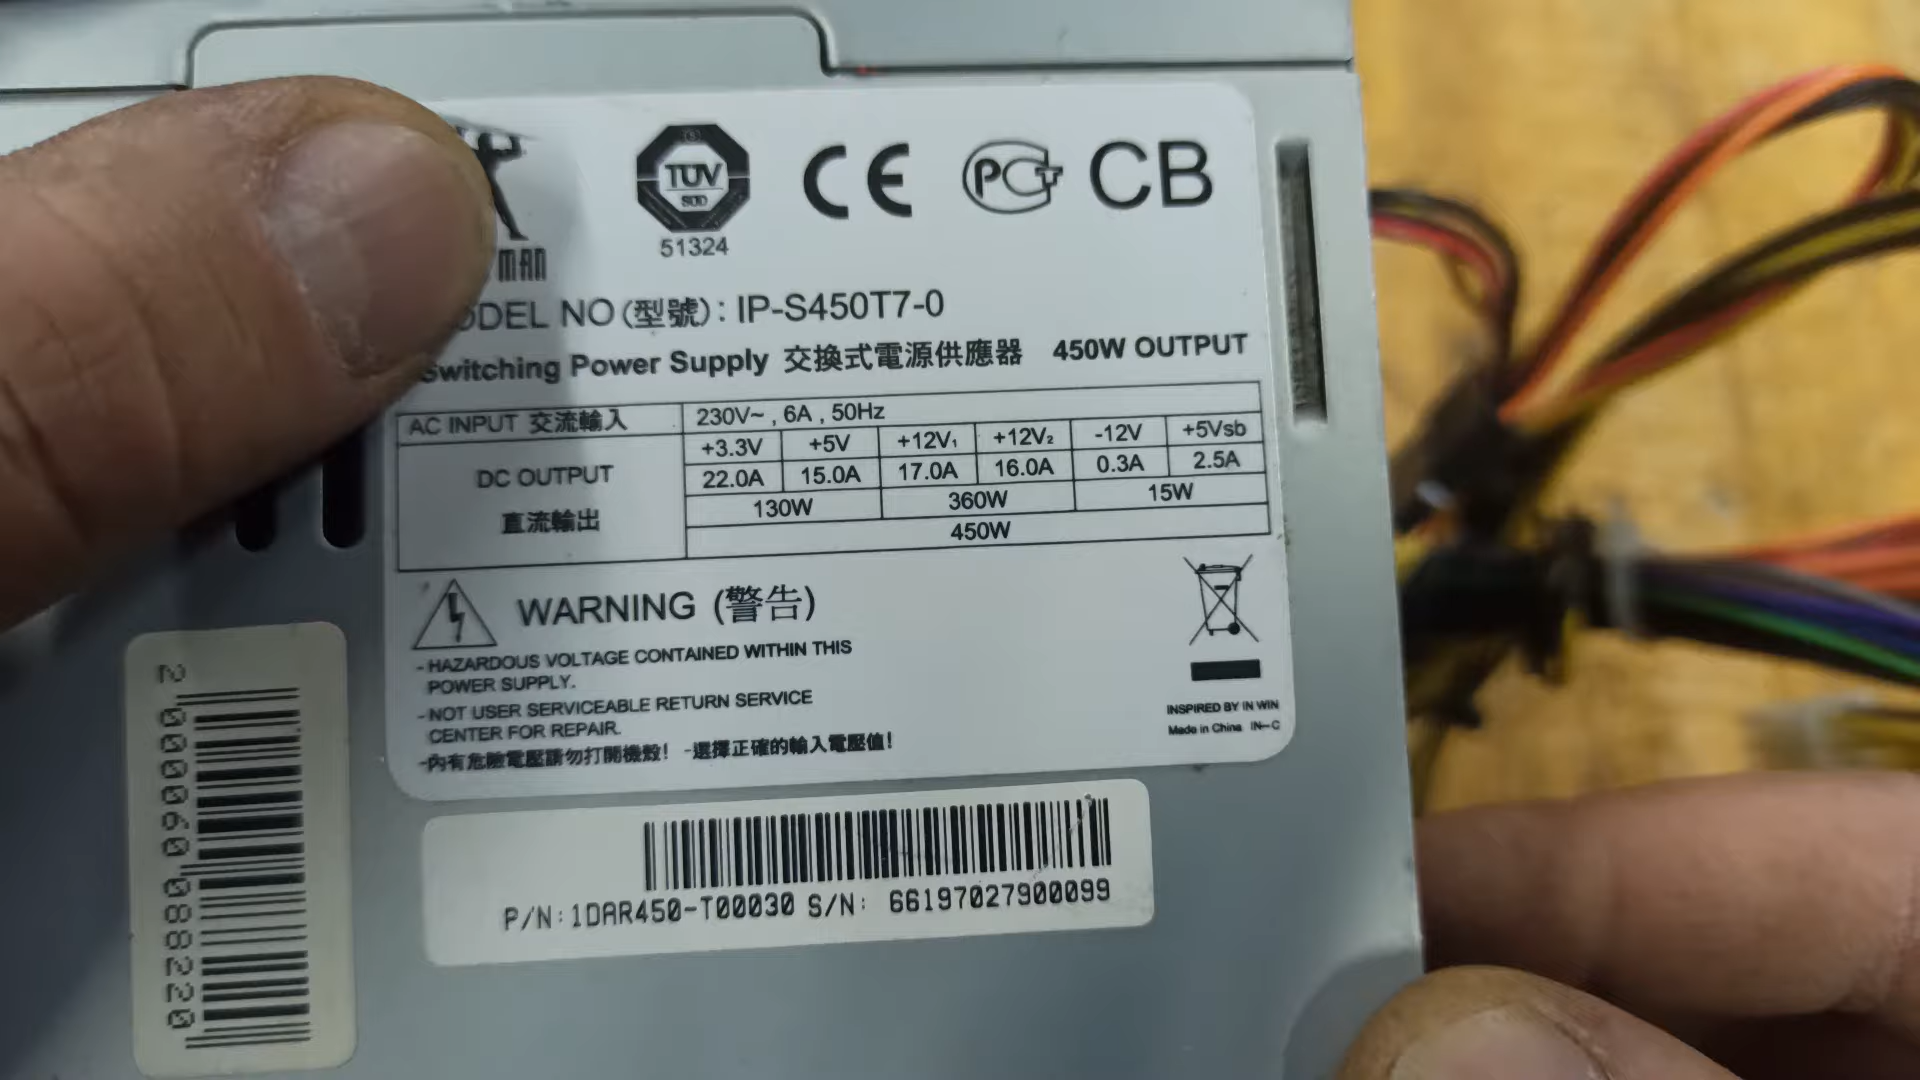 TÜV
SÜD
51324
CE
PCT
CB
MAN
ODEL NO (型號): IP-S450T7-0
Switching Power Supply 交換式電源供應器 450W OUTPUT
AC INPUT 交流輸入 230V~ , 6A , 50Hz
DC OUTPUT
直流輸出
+3.3V +5V +12V₁ +12V₂ -12V +5Vsb
22.0A 15.0A 17.0A 16.0A 0.3A 2.5A
130W 360W 15W
450W
WARNING (警告)
- HAZARDOUS VOLTAGE CONTAINED WITHIN THIS
POWER SUPPLY.
- NOT USER SERVICEABLE RETURN SERVICE
CENTER FOR REPAIR.
-內有危險電壓請勿打開機殼! -選擇正確的輸入電壓值!
INSPIRED BY IN WIN
Made in China IN-C
P/N:1DAR450-T00030 S/N: 66197027900099
2000060088220